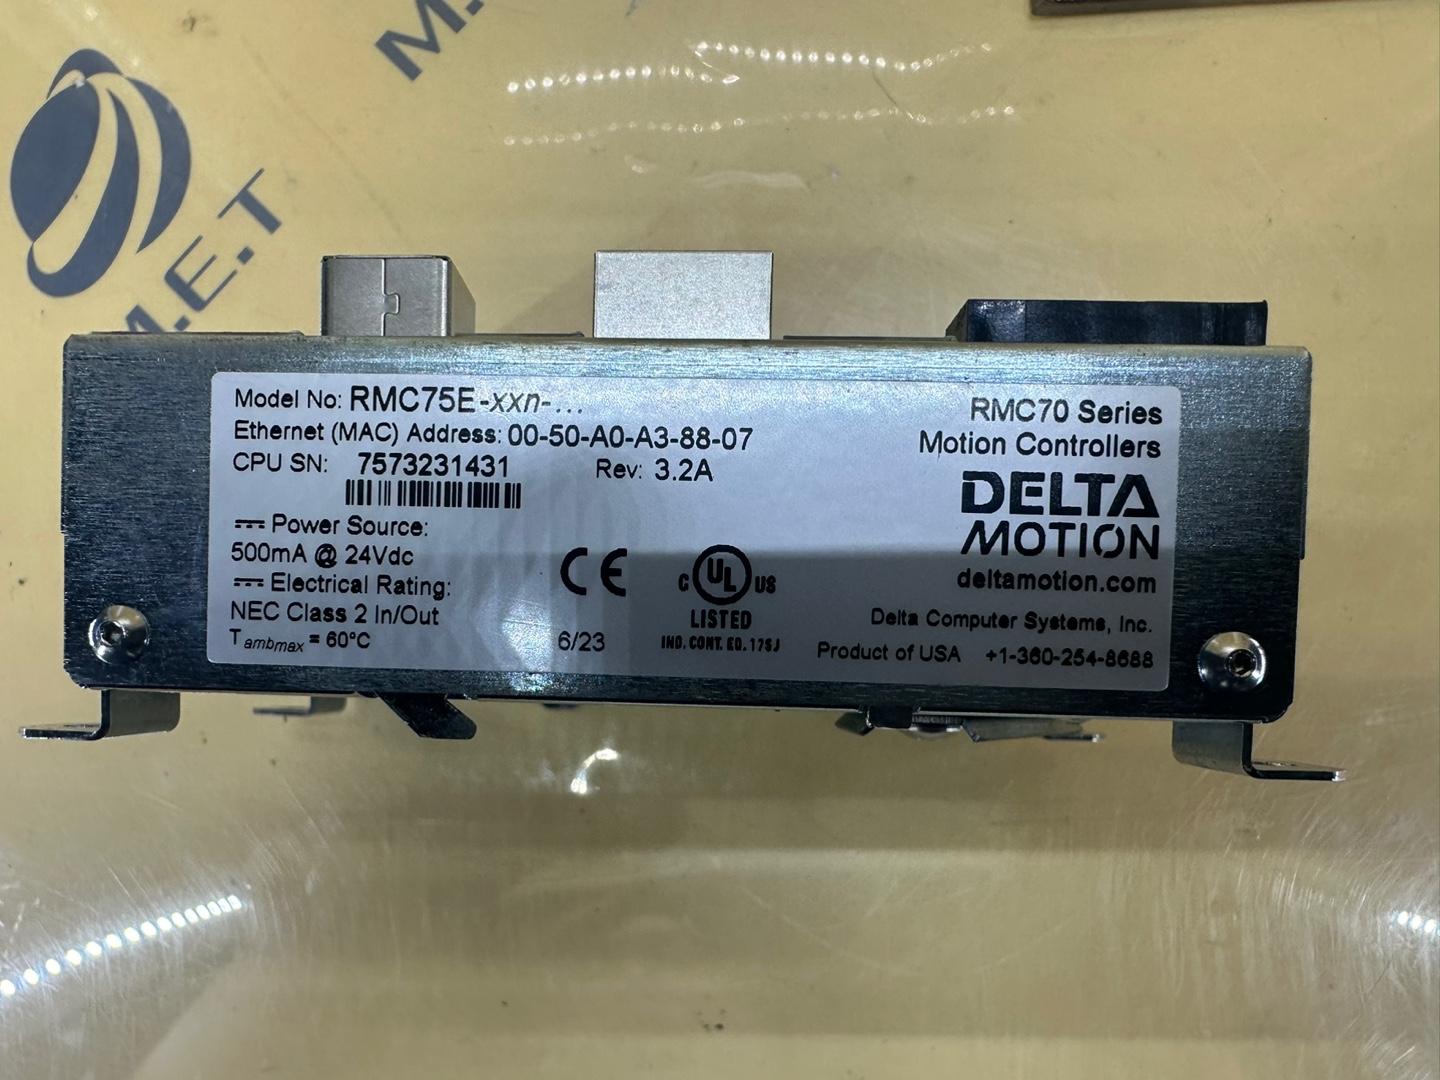 M.
M.E.T
Model No: RMC75E-xxn-...
Ethernet (MAC) Address: 00-50-A0-A3-88-07
CPU SN: 7573231431 Rev: 3.2A
Power Source:
500mA @ 24Vdc
Electrical Rating:
NEC Class 2 In/Out
Tambmax = 60°C
6/23
CE
C UL US
LISTED
IND. CONT. EQ. 175J
RMC70 Series
Motion Controllers
DELTA
MOTION
deltamotion.com
Delta Computer Systems, Inc.
Product of USA +1-360-254-8688